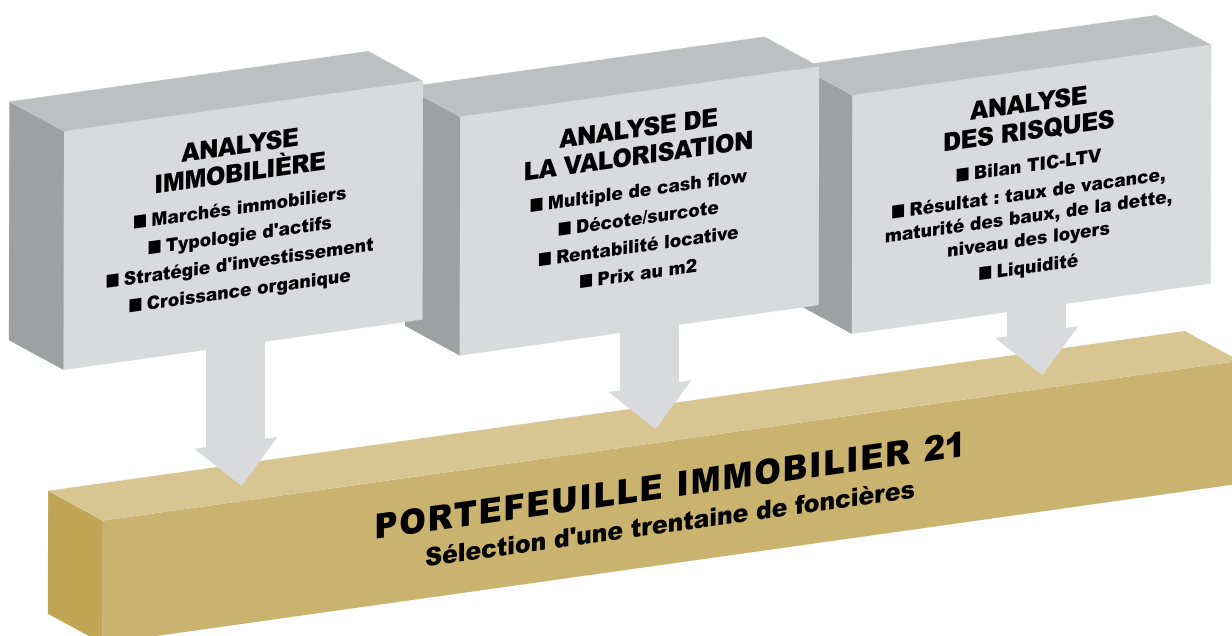 ANALYSE
IMMOBILIÈRE
■ Marchés immobiliers
■ Typologie d'actifs
■ Stratégie d'investissement
■ Croissance organique
ANALYSE DE
LA VALORISATION
■ Multiple de cash flow
■ Décote/surcote
■ Rentabilité locative
■ Prix au m2
ANALYSE
DES RISQUES
■ Bilan TIC-LTV
■ Résultat : taux de vacance,
maturité des baux, de la dette,
niveau des loyers
■ Liquidité
PORTEFEUILLE IMMOBILIER 21
Sélection d'une trentaine de foncières